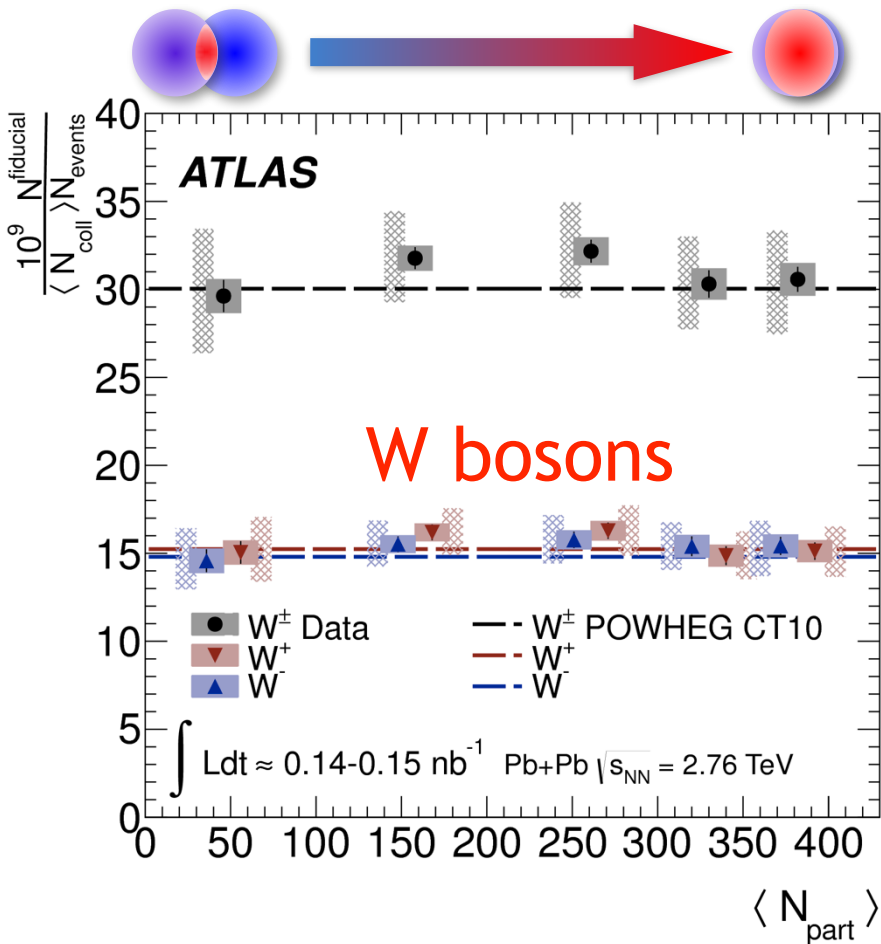 10⁹ N^fiducial
⟨ N_coll ⟩N_events
ATLAS
40
35
30
25
20
15
10
5
0
W bosons
W^± Data
W^+
W^-
W^± POWHEG CT10
W^+
W^-
∫ Ldt ≈ 0.14-0.15 nb^-1 Pb+Pb √s_NN = 2.76 TeV
0 50 100 150 200 250 300 350 400
⟨ N_part ⟩